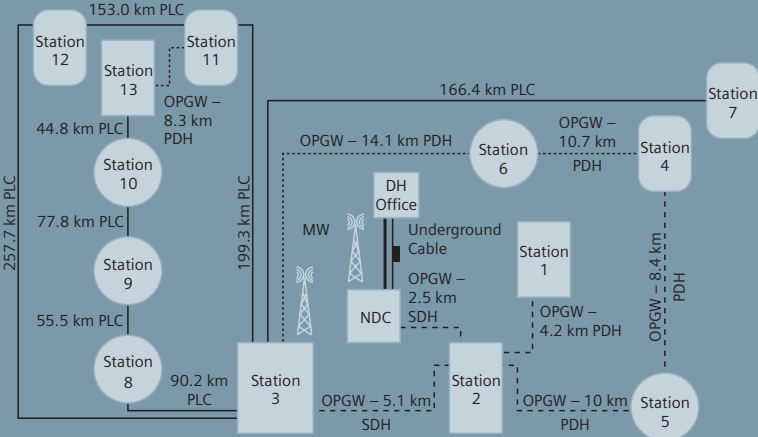 153.0 km PLC
Station
12
Station
11
Station
13
OPGW –
8.3 km
PDH
44.8 km PLC
Station
10
77.8 km PLC
Station
9
55.5 km PLC
Station
8
90.2 km
PLC
257.7 km PLC
199.3 km PLC
166.4 km PLC
Station
7
OPGW – 14.1 km PDH
Station
6
OPGW –
10.7 km
PDH
Station
4
DH
Office
MW
Underground
Cable
Station
1
OPGW –
2.5 km
SDH
NDC
OPGW –
4.2 km PDH
OPGW – 8.4 km
PDH
Station
3
OPGW – 5.1 km
SDH
Station
2
OPGW – 10 km
PDH
Station
5